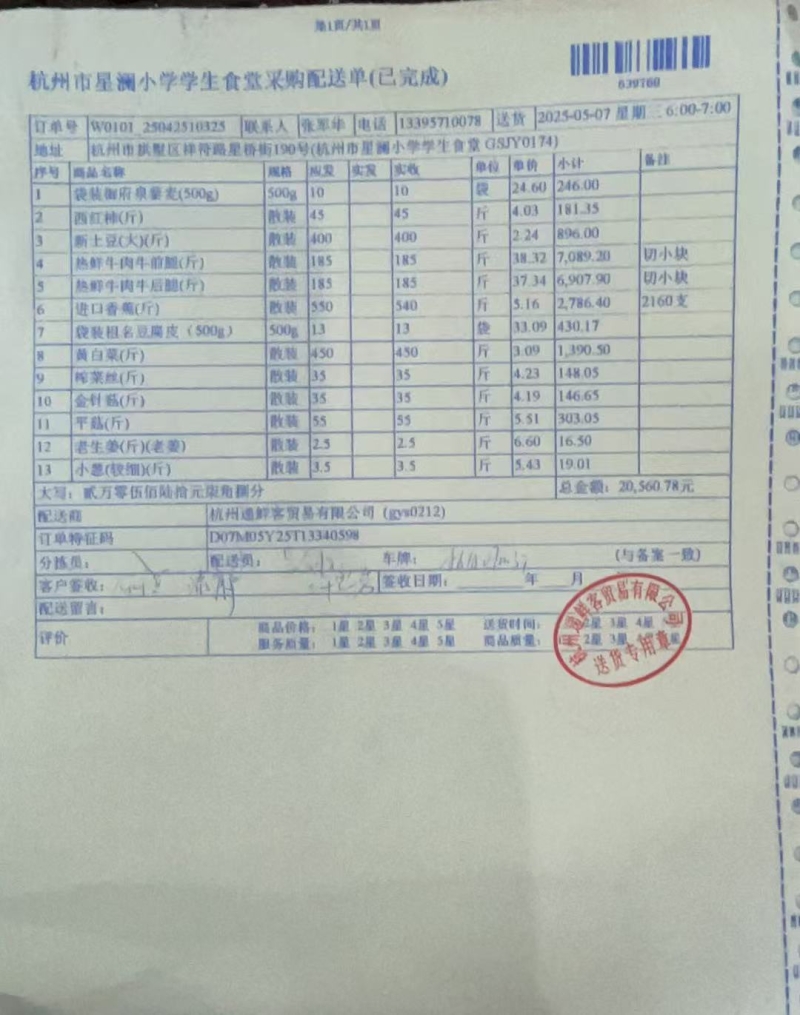 第1页/共1页
杭州市星澜小学学生食堂采购配送单(已完成)
639760
订单号 W0101_25042510325 联系人 张军华 电话 13395710078 送货 2025-05-07 星期三 6:00-7:00
地址 杭州市拱墅区祥符路星桥街190号(杭州市星澜小学学生食堂 GSJY0174)
序号 商品名称 规格 应发 实发 实收 单位 单价 小计 备注
1 袋装御府泉藜麦(500g) 500g 10 10 袋 24.60 246.00
2 西红柿(斤) 散装 45 45 斤 4.03 181.35
3 新土豆(大)(斤) 散装 400 400 斤 2.24 896.00
4 热鲜牛肉牛前腿(斤) 散装 185 185 斤 38.32 7,089.20 切小块
5 热鲜牛肉牛后腿(斤) 散装 185 185 斤 37.34 6,907.90 切小块
6 进口香蕉(斤) 散装 550 540 斤 5.16 2,786.40 2160支
7 袋装祖名豆腐皮（500g） 500g 13 13 袋 33.09 430.17
8 黄白菜(斤) 散装 450 450 斤 3.09 1,390.50
9 榨菜丝(斤) 散装 35 35 斤 4.23 148.05
10 金针菇(斤) 散装 35 35 斤 4.19 146.65
11 平菇(斤) 散装 55 55 斤 5.51 303.05
12 老生姜(斤)(老姜) 散装 2.5 2.5 斤 6.60 16.50
13 小葱(较细)(斤) 散装 3.5 3.5 斤 5.43 19.01
大写：贰万零伍佰陆拾元柒角捌分 总金额：20,560.78元
配送商 杭州通鲜客贸易有限公司 (gys0212)
订单特征码 D07M05Y25T13340598
分拣员： 配送员： 车牌： (与备案一致)
客户签收： 签收日期： 年 月
配送留言：
评价 商品价格： 1星 2星 3星 4星 5星 送货时间： 2星 3星 4星
服务质量： 1星 2星 3星 4星 5星 商品质量： 2星 3星
杭州通鲜客贸易有限公司
送货专用章